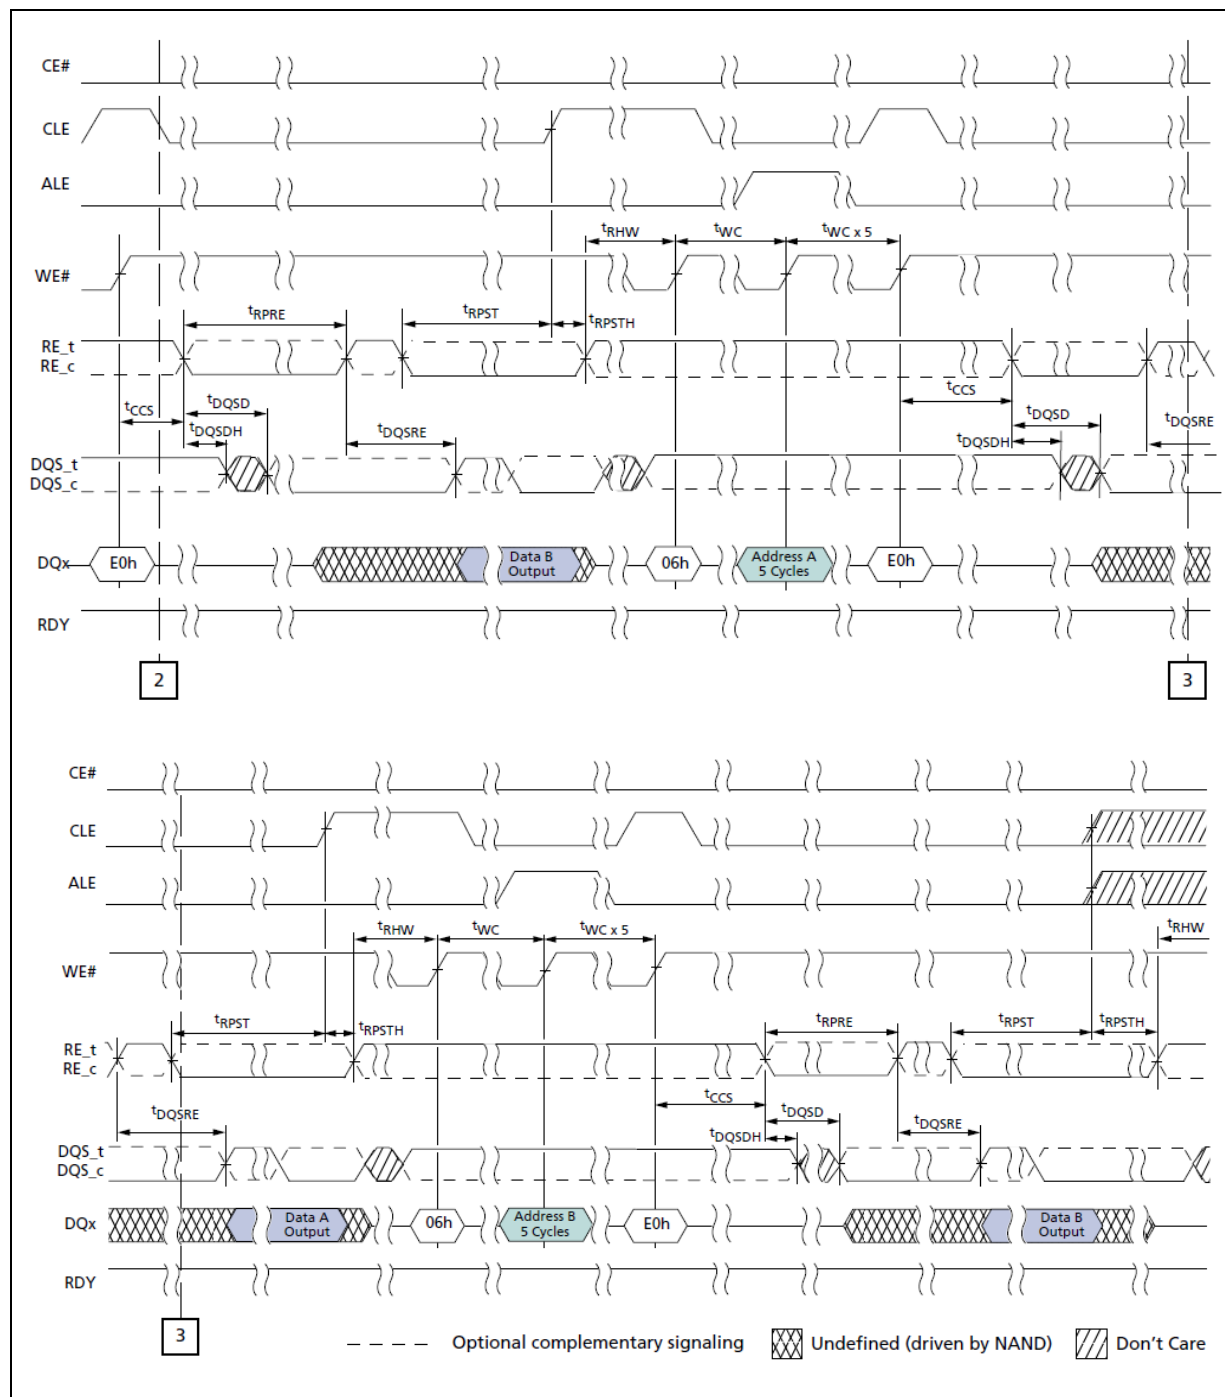 CE#
CLE
ALE
tRHW tWC tWC x 5
WE#
tRPRE tRPST tRPSTH
RE_t
RE_c
tCCS tDQSD tCCS tDQSD
tDQSDH tDQSRE tDQSDH tDQSRE
DQS_t
DQS_c
DQx E0h Data B Output 06h Address A 5 Cycles E0h
RDY
2 3
CE#
CLE
ALE
tRHW tWC tWC x 5 tRHW
WE#
tRPST tRPSTH tRPRE tRPST tRPSTH
RE_t
RE_c
tDQSRE tCCS tDQSD tDQSRE
tDQSDH
DQS_t
DQS_c
DQx Data A Output 06h Address B 5 Cycles E0h Data B Output
RDY
3
Optional complementary signaling Undefined (driven by NAND) Don't Care